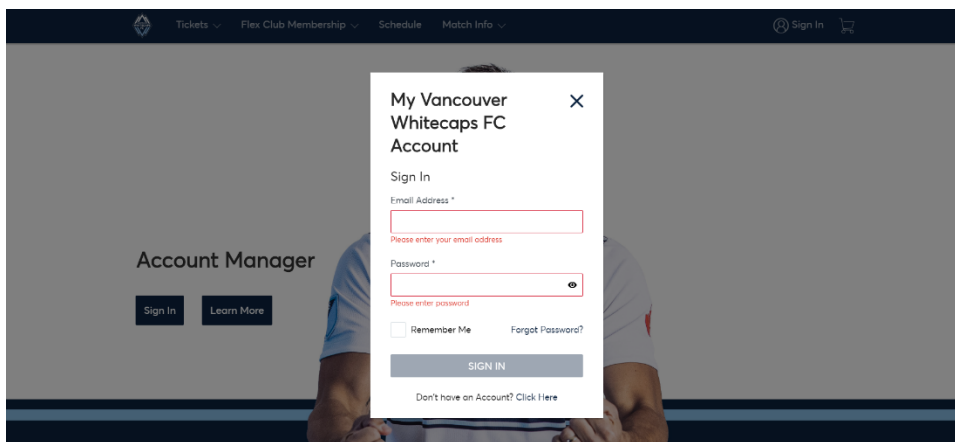 Tickets
Flex Club Membership
Schedule
Match Info
Sign In
My Vancouver
Whitecaps FC
Account
Sign In
Email Address *
Please enter your email address
Password *
Please enter password
Remember Me
Forgot Password?
SIGN IN
Don't have an Account? Click Here
Account Manager
Sign In
Learn More